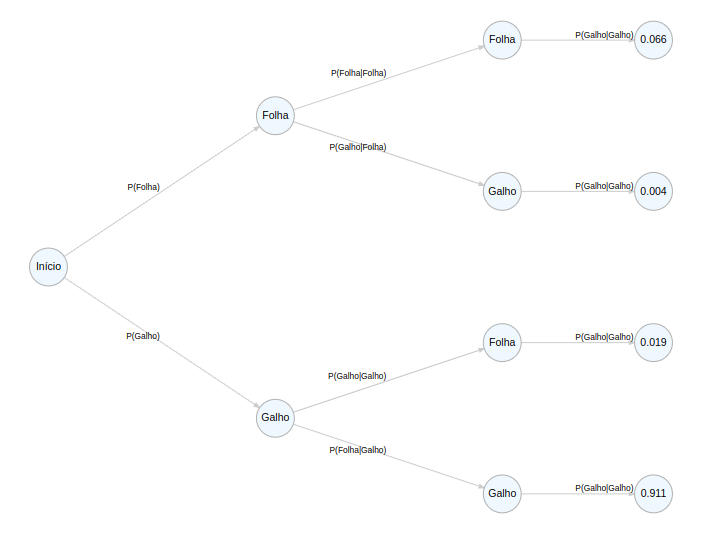 Folha
P(Galho|Galho)
0.066
P(Folha|Folha)
Folha
P(Galho|Folha)
Galho
P(Galho|Galho)
0.004
P(Folha)
Início
P(Galho)
Folha
P(Galho|Galho)
0.019
P(Galho|Galho)
Galho
P(Folha|Galho)
Galho
P(Galho|Galho)
0.911